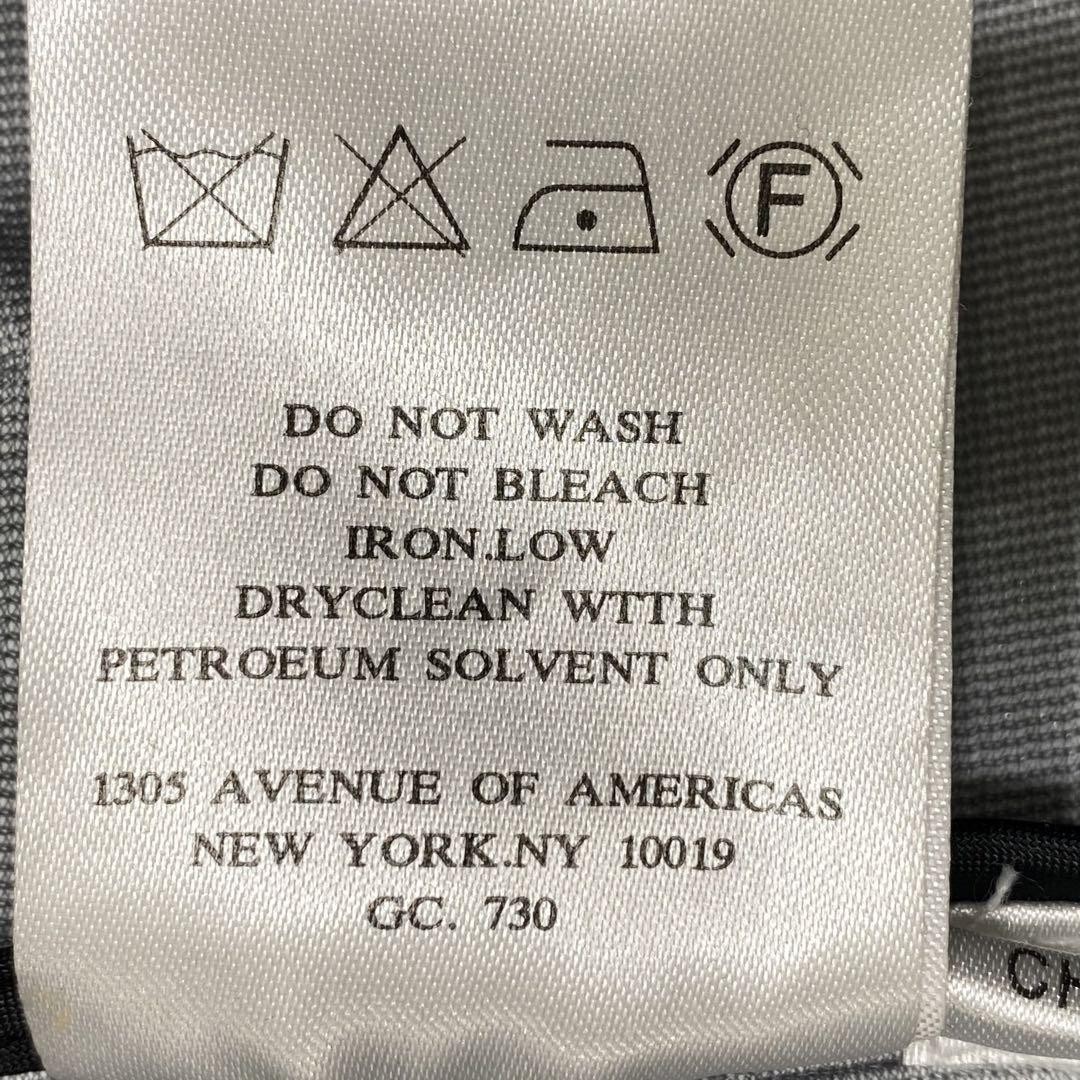 F
DO NOT WASH
DO NOT BLEACH
IRON.LOW
DRYCLEAN WTTH
PETROEUM SOLVENT ONLY
1305 AVENUE OF AMERICAS
NEW YORK.NY 10019
GC. 730